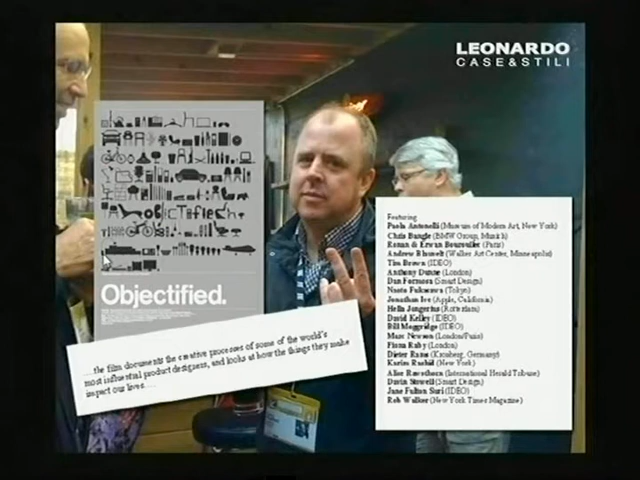 LEONARDO
CASE&STILI
Objectified.
....the film documents the creative processes of some of the world's
most influential product designers, and looks at how the things they make
impact our lives....
Featuring
Paola Antonelli (Museum of Modern Art, New York)
Chris Bangle (BMW Group, Munich)
Ronan & Erwan Bouroullec (Paris)
Andrew Blauvelt (Walker Art Center, Minneapolis)
Tim Brown (IDEO)
Anthony Dunne (London)
Dan Formosa (Smart Design)
Naoto Fukasawa (Tokyo)
Jonathan Ive (Apple, California)
Hella Jongerius (Rotterdam)
David Kelley (IDEO)
Bill Moggridge (IDEO)
Marc Newson (London/Paris)
Fiona Raby (London)
Dieter Rams (Kronberg, Germany)
Karim Rashid (New York)
Alice Rawsthorn (International Herald Tribune)
Davin Stowell (Smart Design)
Jane Fulton Suri (IDEO)
Rob Walker (New York Times Magazine)